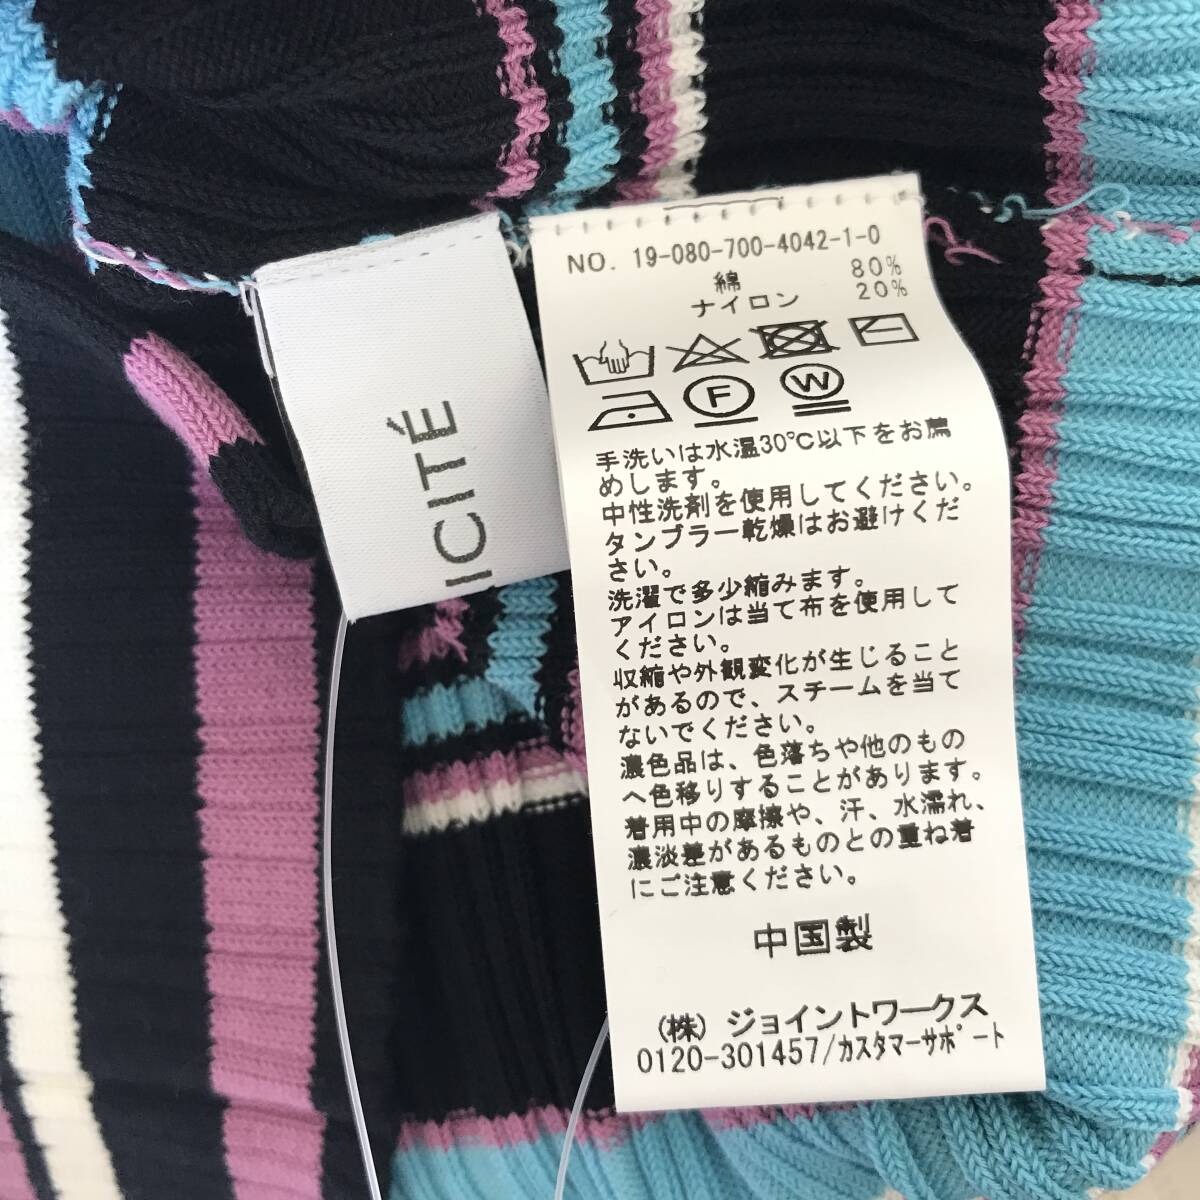 ICITÉ
NO. 19-080-700-4042-1-0
綿 80%
ナイロン 20%
F W
手洗いは水温30℃以下をお薦
めします。
中性洗剤を使用してください。
タンブラー乾燥はお避けくだ
さい。
洗濯で多少縮みます。
アイロンは当て布を使用して
ください。
収縮や外観変化が生じること
があるので、スチームを当て
ないでください。
濃色品は、色落ちや他のもの
へ色移りすることがあります。
着用中の摩擦や、汗、水濡れ、
濃淡差があるものとの重ね着
にご注意ください。
中国製
(株) ジョイントワークス
0120-301457/カスタマーサポート